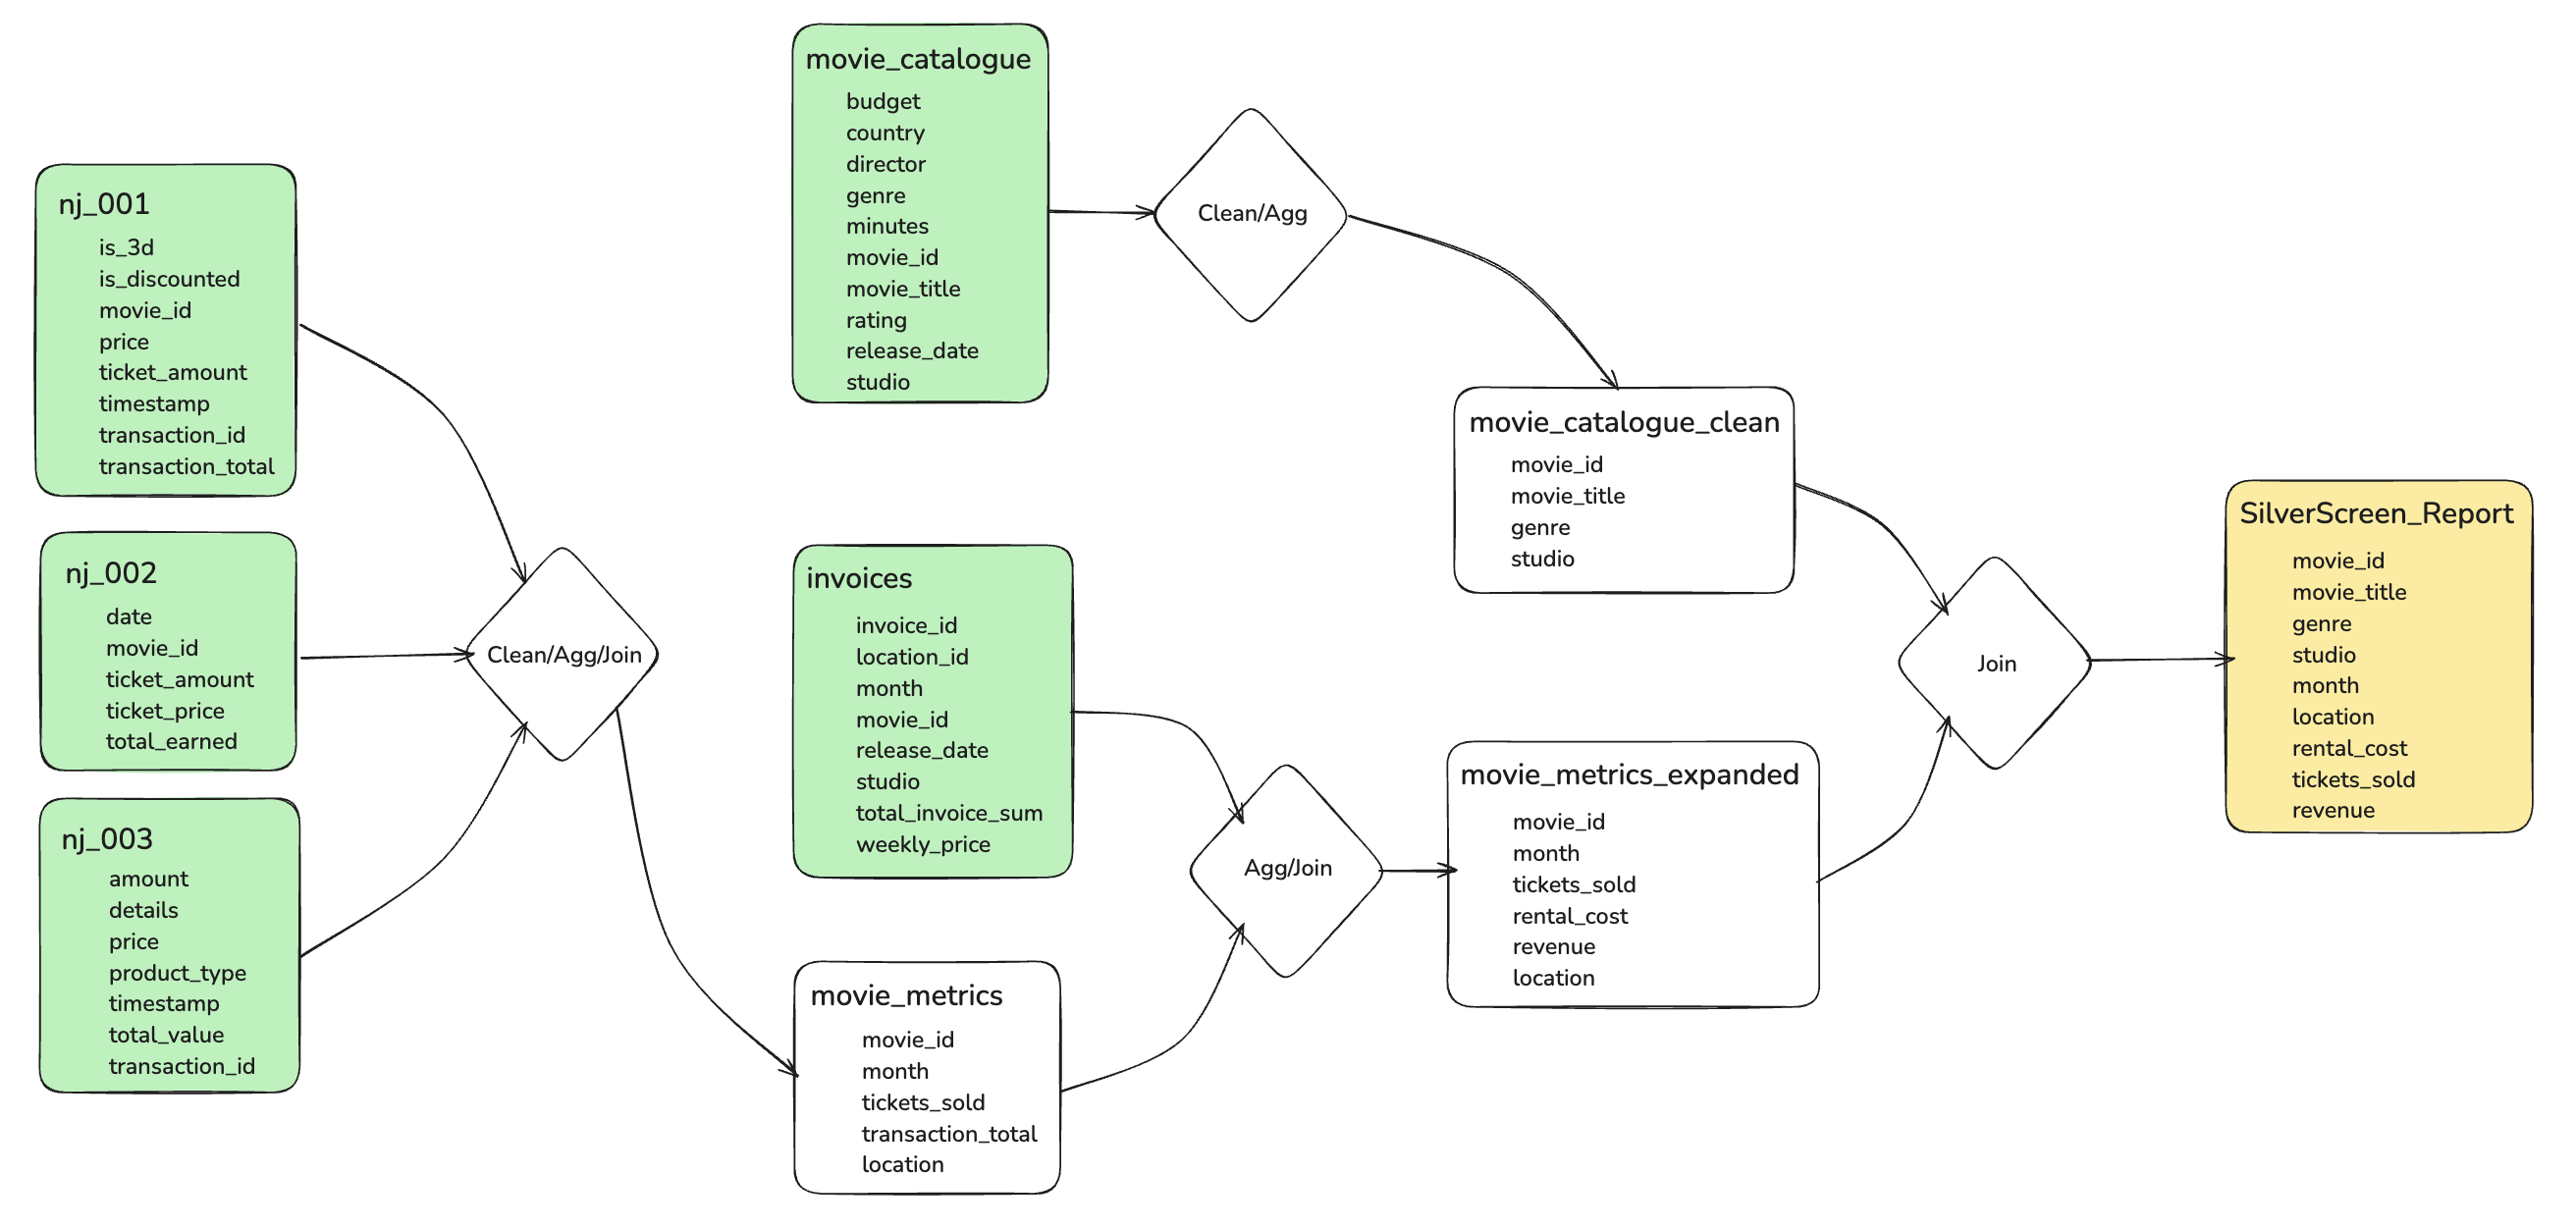 nj_001
is_3d
is_discounted
movie_id
price
ticket_amount
timestamp
transaction_id
transaction_total
nj_002
date
movie_id
ticket_amount
ticket_price
total_earned
nj_003
amount
details
price
product_type
timestamp
total_value
transaction_id
Clean/Agg/Join
movie_catalogue
budget
country
director
genre
minutes
movie_id
movie_title
rating
release_date
studio
Clean/Agg
invoices
invoice_id
location_id
month
movie_id
release_date
studio
total_invoice_sum
weekly_price
movie_metrics
movie_id
month
tickets_sold
transaction_total
location
Agg/Join
movie_catalogue_clean
movie_id
movie_title
genre
studio
movie_metrics_expanded
movie_id
month
tickets_sold
rental_cost
revenue
location
Join
SilverScreen_Report
movie_id
movie_title
genre
studio
month
location
rental_cost
tickets_sold
revenue